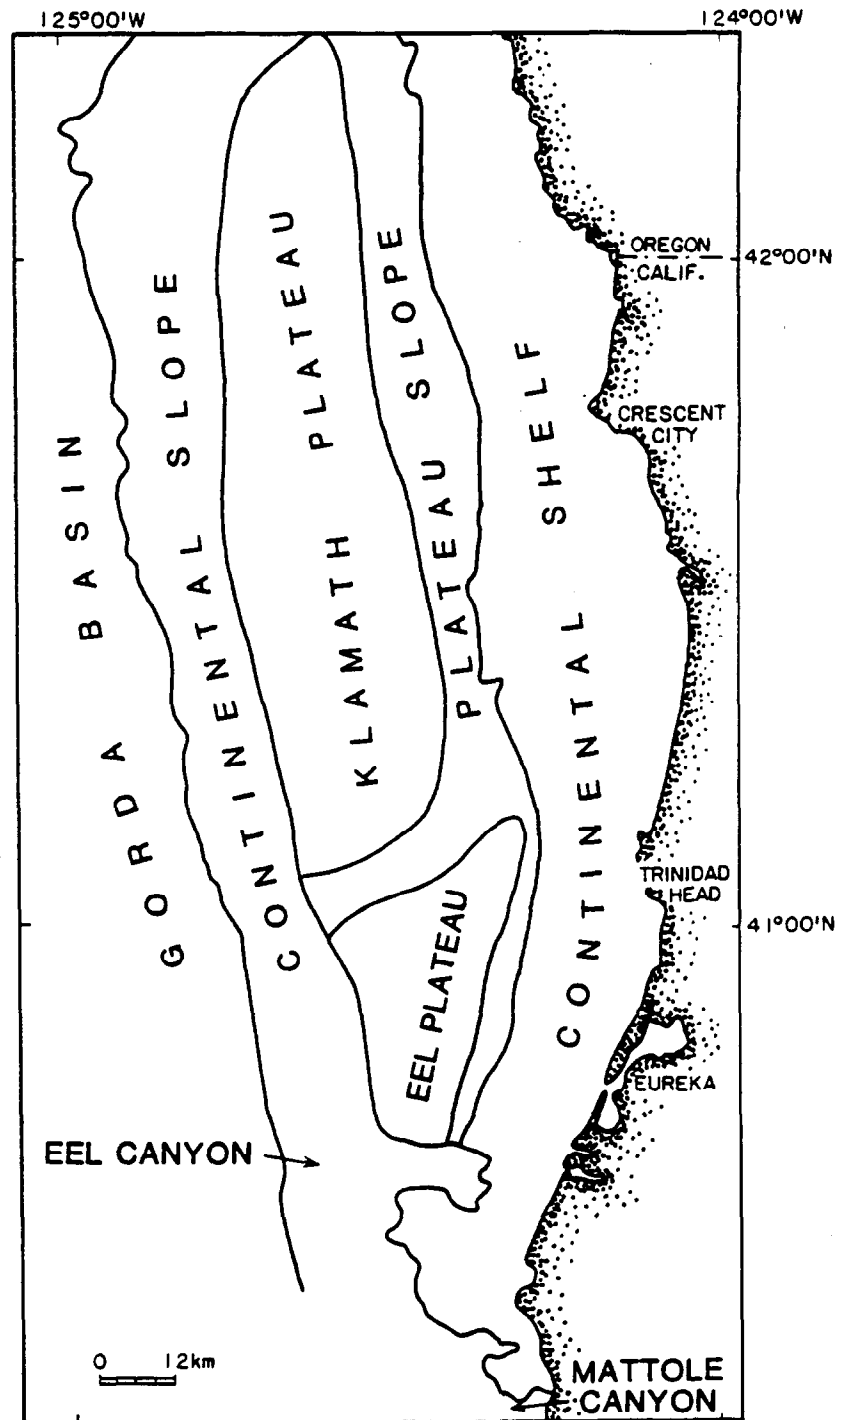 125°00'W
124°00'W
OREGON
CALIF.
42°00'N
CRESCENT
CITY
GORDA BASIN
CONTINENTAL SLOPE
KLAMATH PLATEAU
PLATEAU SLOPE
CONTINENTAL SHELF
TRINIDAD
HEAD
41°00'N
EEL PLATEAU
EUREKA
EEL CANYON
0 12km
MATTOLE
CANYON